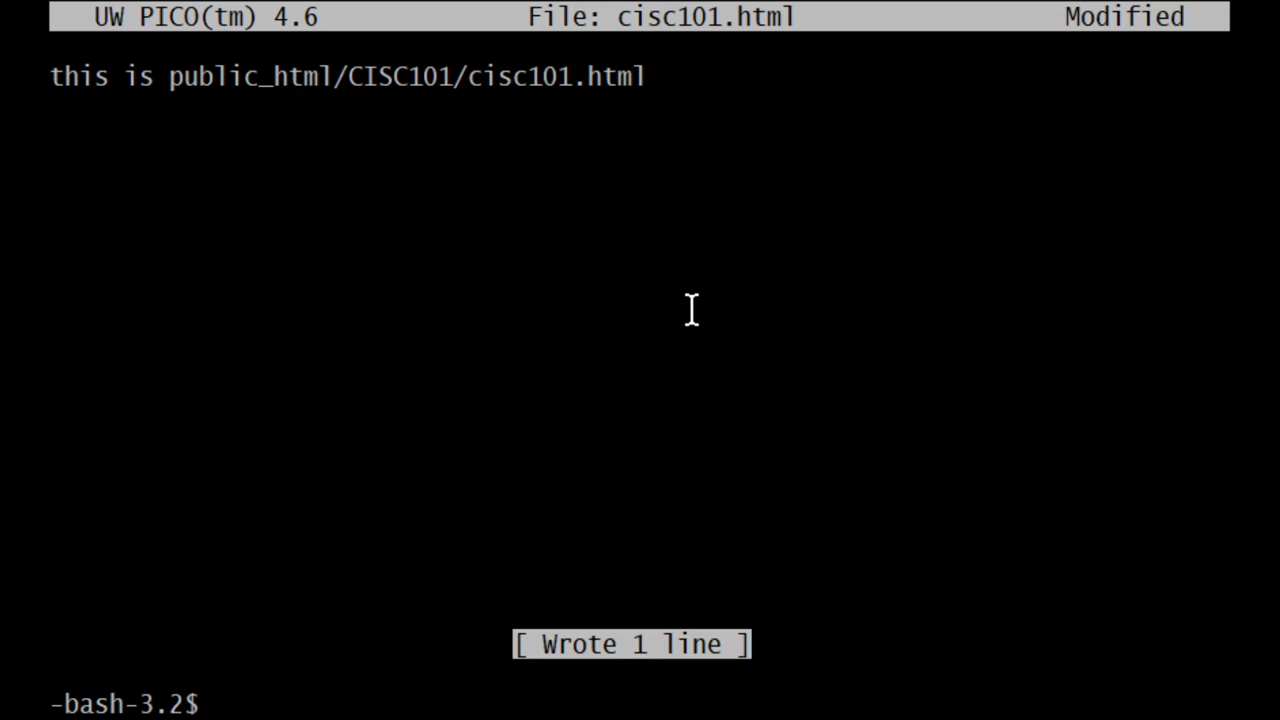 UW PICO(tm) 4.6 File: cisc101.html Modified
this is public_html/CISC101/cisc101.html
[ Wrote 1 line ]
-bash-3.2$